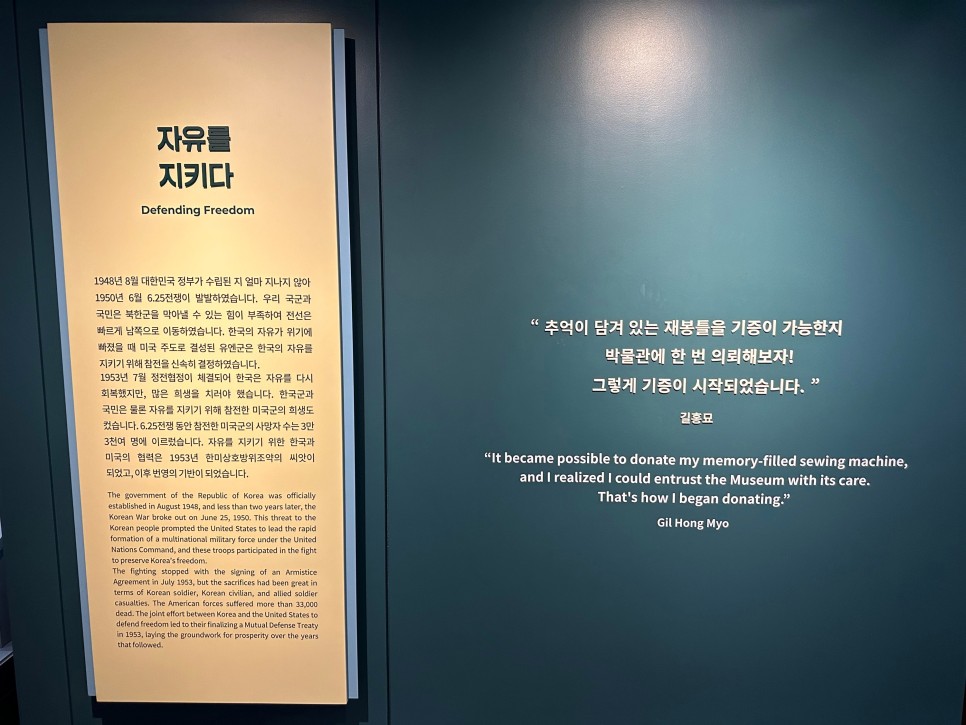 자유를
지키다
Defending Freedom
1948년 8월 대한민국 정부가 수립된 지 얼마 지나지 않아
1950년 6월 6.25전쟁이 발발하였습니다. 우리 국군과
국민은 북한군을 막아낼 수 있는 힘이 부족하여 전선은
빠르게 남쪽으로 이동하였습니다. 한국의 자유가 위기에
빠졌을 때 미국 주도로 결성된 유엔군은 한국의 자유를
지키기 위해 참전을 신속히 결정하였습니다.
1953년 7월 정전협정이 체결되어 한국은 자유를 다시
회복했지만, 많은 희생을 치러야 했습니다. 한국군과
국민은 물론 자유를 지키기 위해 참전한 미국군의 희생도
컸습니다. 6.25전쟁 동안 참전한 미국군의 사망자 수는 3만
3천여 명에 이르렀습니다. 자유를 지키기 위한 한국과
미국의 협력은 1953년 한미상호방위조약의 씨앗이
되었고, 이후 번영의 기반이 되었습니다.
The government of the Republic of Korea was officially
established in August 1948, and less than two years later, the
Korean War broke out on June 25, 1950. This threat to the
Korean people prompted the United States to lead the rapid
formation of a multinational military force under the United
Nations Command, and these troops participated in the fight
to preserve Korea's freedom.
The fighting stopped with the signing of an Armistice
Agreement in July 1953, but the sacrifices had been great in
terms of Korean soldier, Korean civilian, and allied soldier
casualties. The American forces suffered more than 33,000
dead. The joint effort between Korea and the United States to
defend freedom led to their finalizing a Mutual Defense Treaty
in 1953, laying the groundwork for prosperity over the years
that followed.
“ 추억이 담겨 있는 재봉틀을 기증이 가능한지
박물관에 한 번 의뢰해보자!
그렇게 기증이 시작되었습니다. ”
길홍묘
“It became possible to donate my memory-filled sewing machine,
and I realized I could entrust the Museum with its care.
That's how I began donating.”
Gil Hong Myo